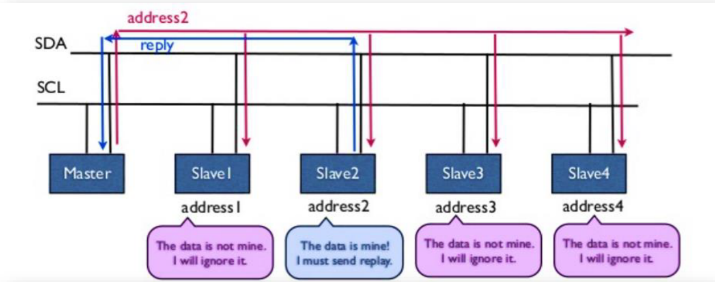 address2
SDA
reply
SCL
Master
Slave1
Slave2
Slave3
Slave4
address1
address2
address3
address4
The data is not mine.
I will ignore it.
The data is mine!
I must send replay.
The data is not mine.
I will ignore it.
The data is not mine.
I will ignore it.